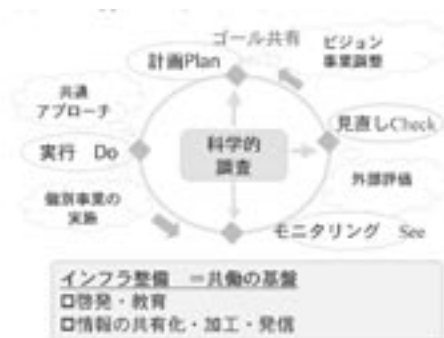 ゴール共有
ビジョン
事業調整
計画Plan
共通
アプローチ
見直しCheck
科学的
調査
実行 Do
外部評価
個別事業の
実施
モニタリング See
インフラ整備 =共働の基盤
□啓発・教育
□情報の共有化・加工・発信